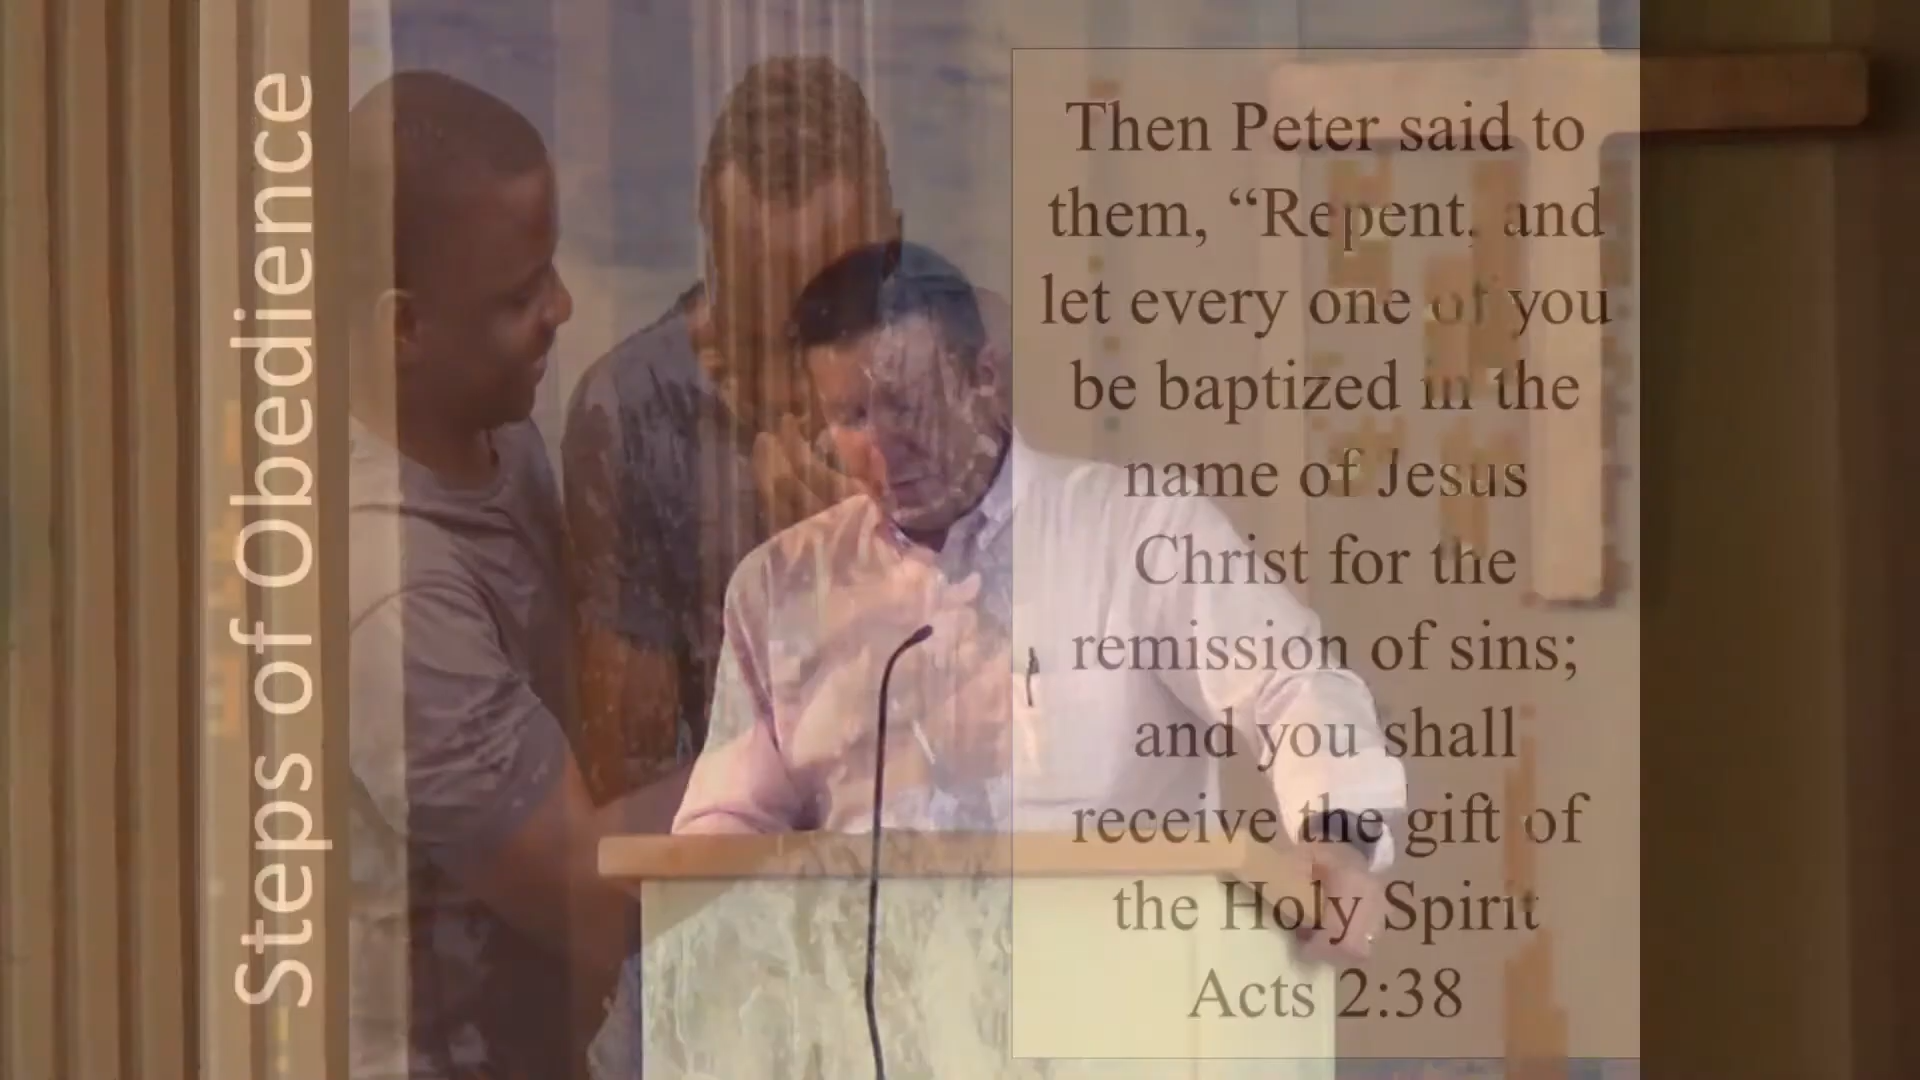 Steps of Obedience
Then Peter said to
them, “Repent, and
let every one of you
be baptized in the
name of Jesus
Christ for the
remission of sins;
and you shall
receive the gift of
the Holy Spirit
Acts 2:38